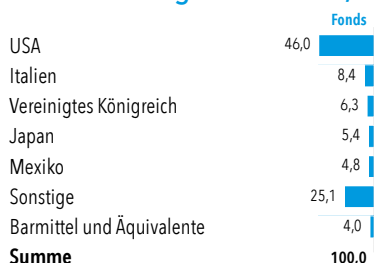 Fonds
USA 46,0
Italien 8,4
Vereinigtes Königreich 6,3
Japan 5,4
Mexiko 4,8
Sonstige 25,1
Barmittel und Äquivalente 4,0
Summe 100,0